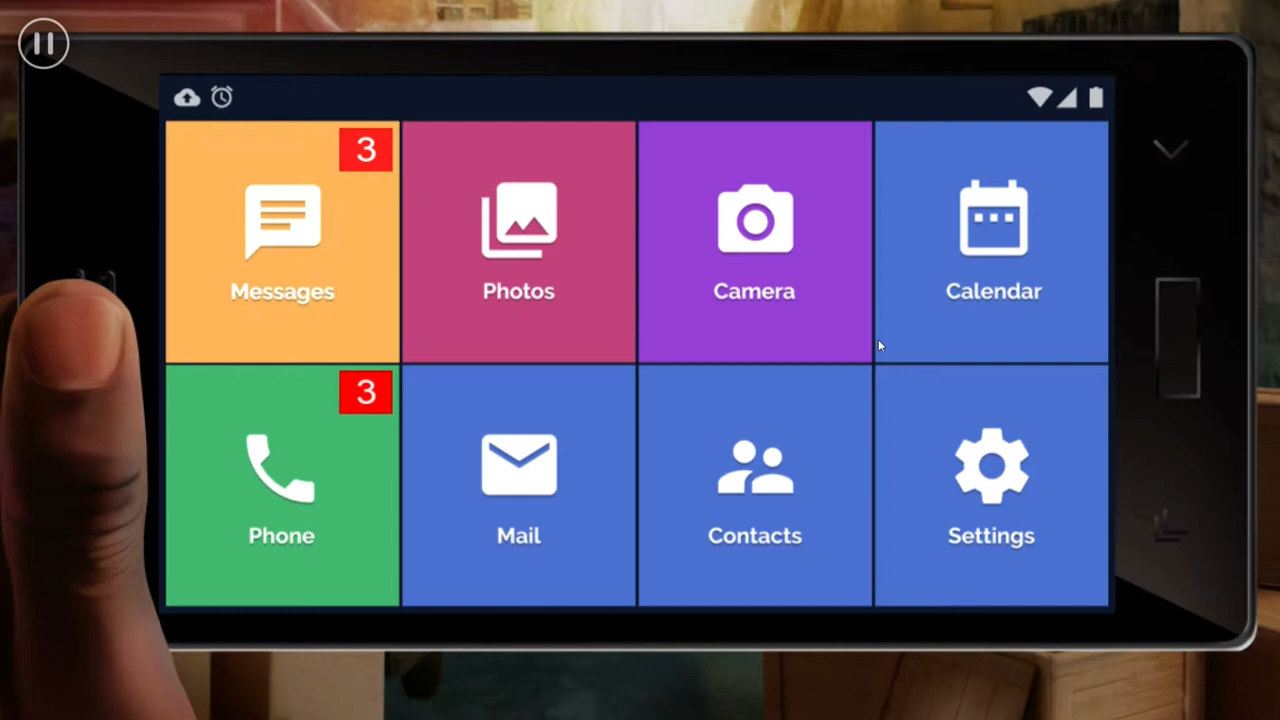 3
Messages
Photos
Camera
Calendar
3
Phone
Mail
Contacts
Settings